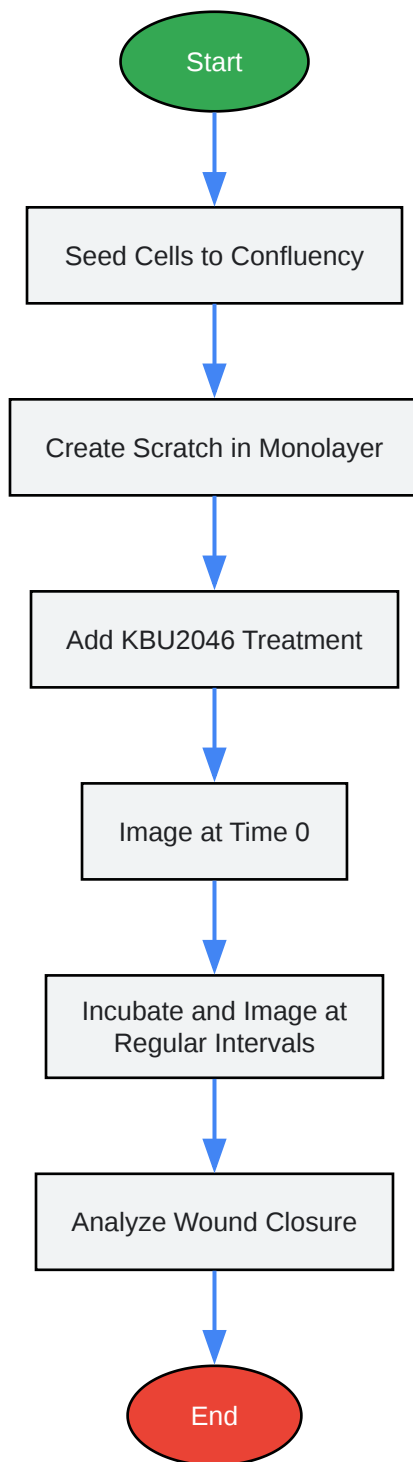 Start
Seed Cells to Confluency
Create Scratch in Monolayer
Add KBU2046 Treatment
Image at Time 0
Incubate and Image at
Regular Intervals
Analyze Wound Closure
End